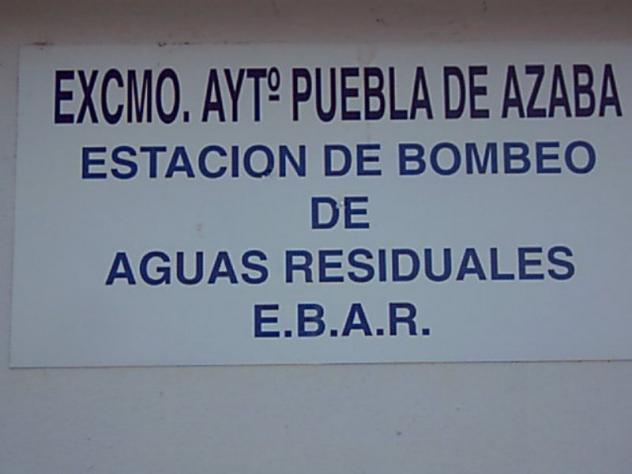 EXCMO. AYTº PUEBLA DE AZABA
ESTACION DE BOMBEO
DE
AGUAS RESIDUALES
E.B.A.R.